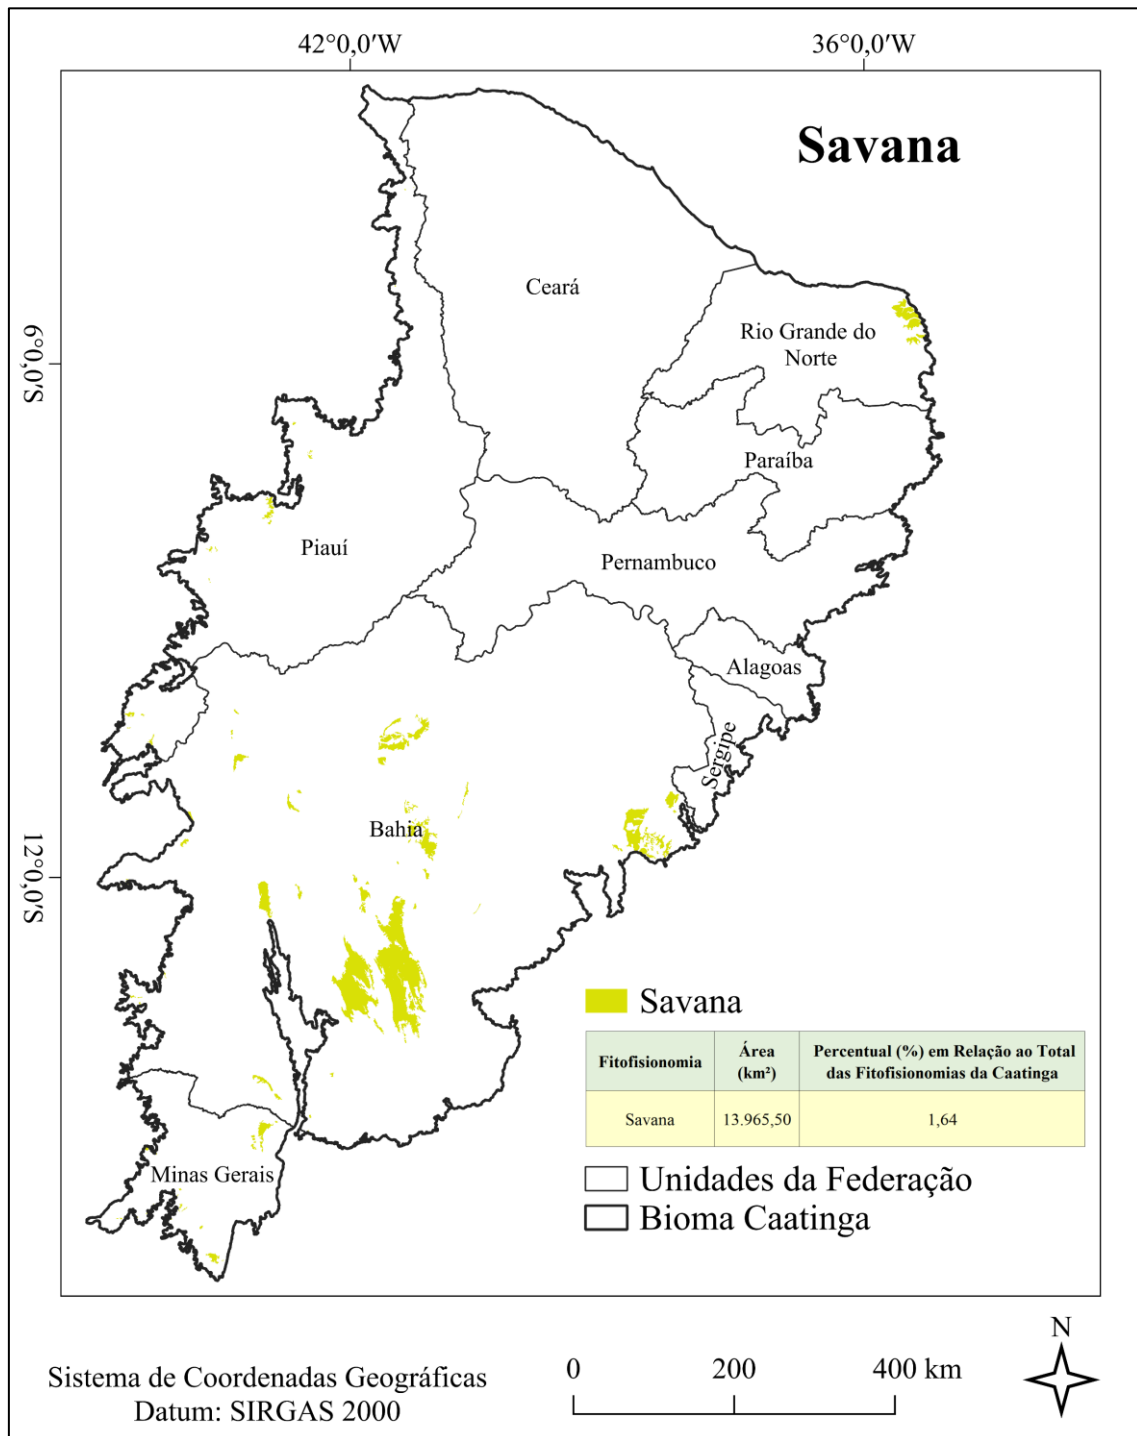 42°0,0'W
36°0,0'W
Savana
Ceará
6°0,0'S
Rio Grande do
Norte
Paraíba
Piauí
Pernambuco
Alagoas
Sergipe
Bahia
12°0,0'S
Savana
Fitofisionomia
Área
(km²)
Percentual (%) em Relação ao Total
das Fitofisionomias da Caatinga
Savana
13.965,50
1,64
Minas Gerais
Unidades da Federação
Bioma Caatinga
Sistema de Coordenadas Geográficas
Datum: SIRGAS 2000
0
200
400 km
N